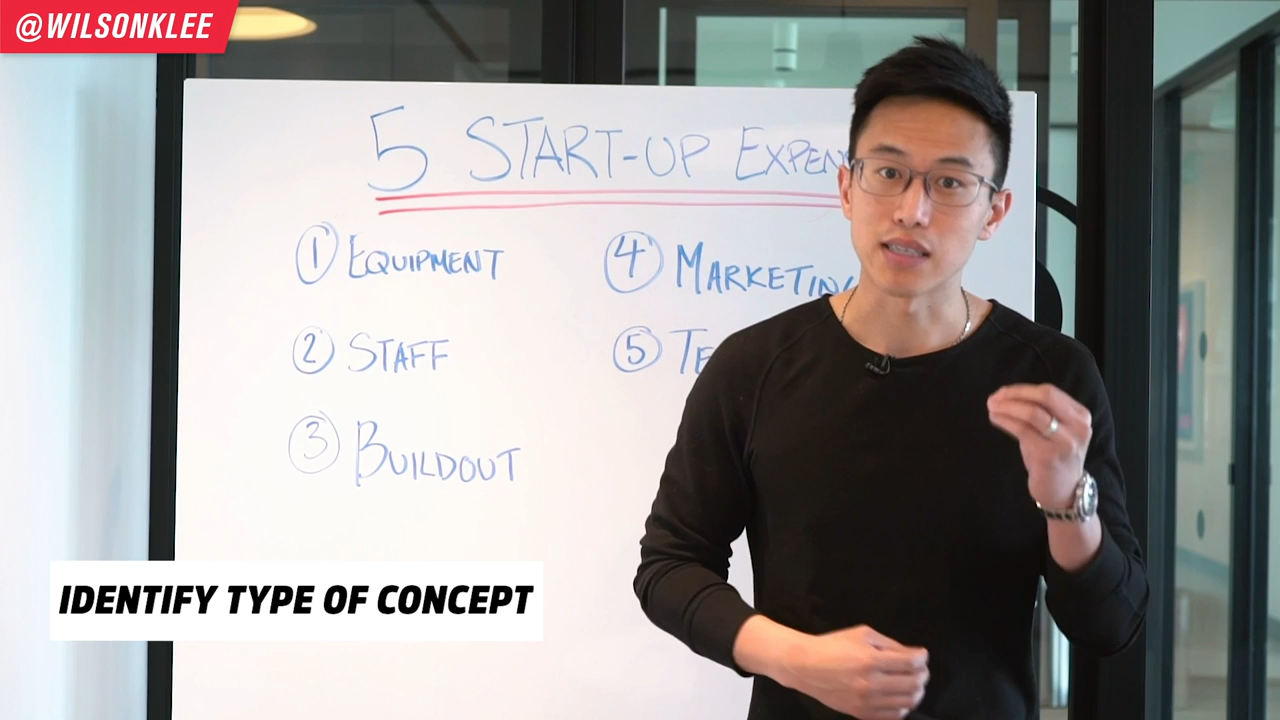 @WILSONKLEE
5 START-UP
① EQUIPMENT
② STAFF
③ BUILDOUT
④
⑤
IDENTIFY TYPE OF CONCEPT